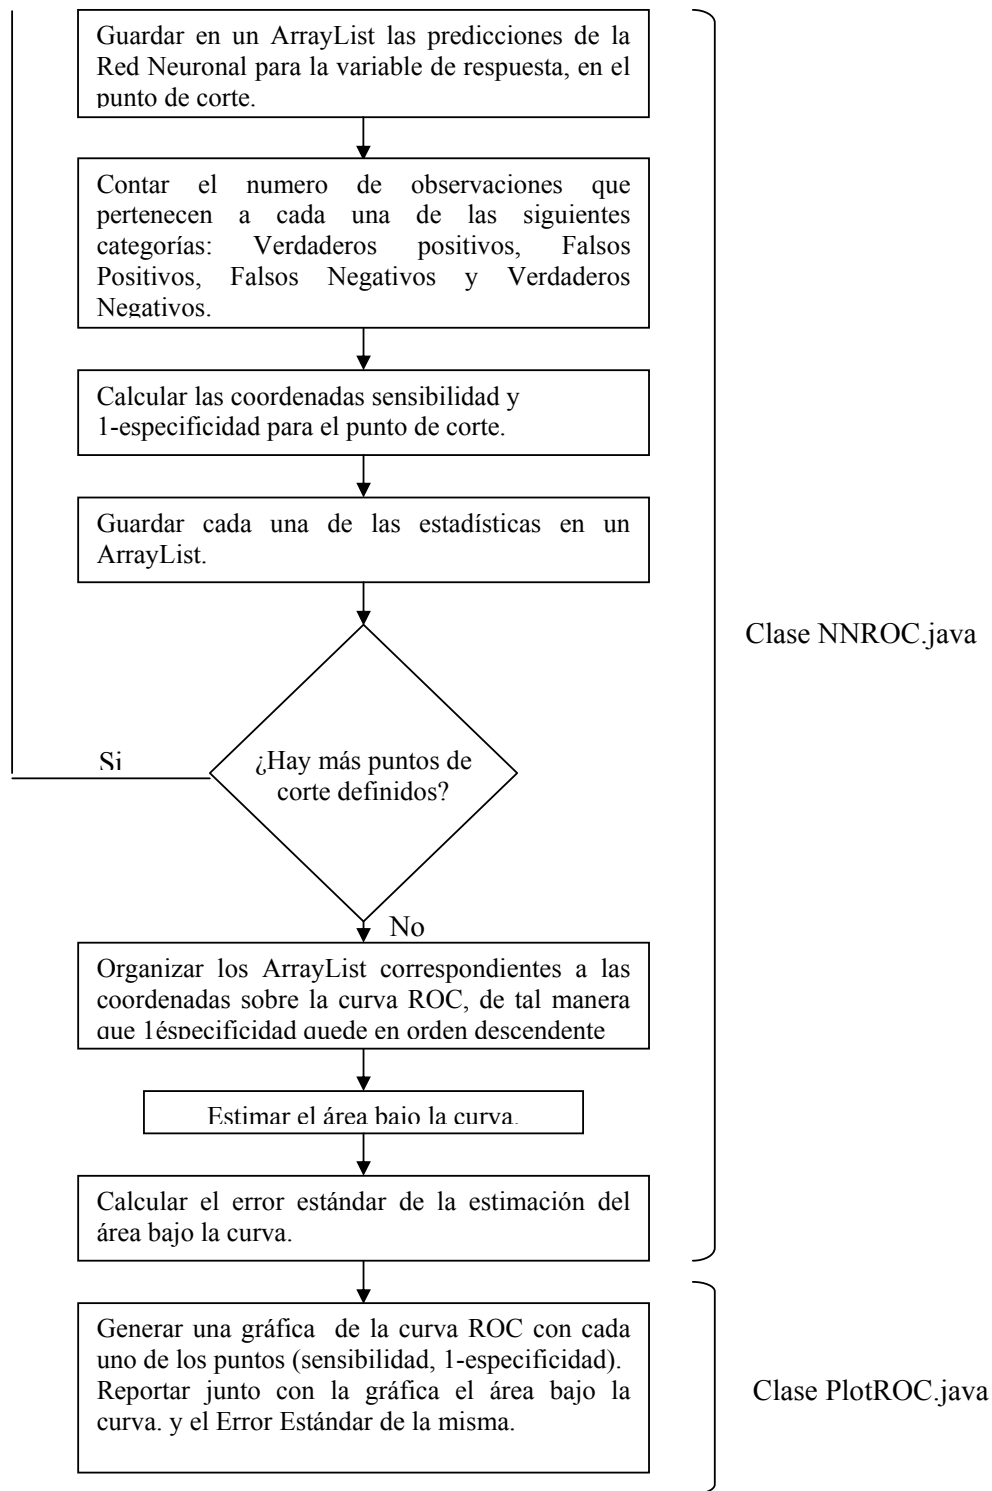 Guardar en un ArrayList las predicciones de la
Red Neuronal para la variable de respuesta, en el
punto de corte.
Contar el numero de observaciones que
pertenecen a cada una de las siguientes
categorías: Verdaderos positivos, Falsos
Positivos, Falsos Negativos y Verdaderos
Negativos.
Calcular las coordenadas sensibilidad y
1-especificidad para el punto de corte.
Guardar cada una de las estadísticas en un
ArrayList.
Clase NNROC.java
Si
¿Hay más puntos de
corte definidos?
No
Organizar los ArrayList correspondientes a las
coordenadas sobre la curva ROC, de tal manera
que 1éspecificidad quede en orden descendente
Estimar el área bajo la curva.
Calcular el error estándar de la estimación del
área bajo la curva.
Generar una gráfica de la curva ROC con cada
uno de los puntos (sensibilidad, 1-especificidad).
Reportar junto con la gráfica el área bajo la
curva. y el Error Estándar de la misma.
Clase PlotROC.java